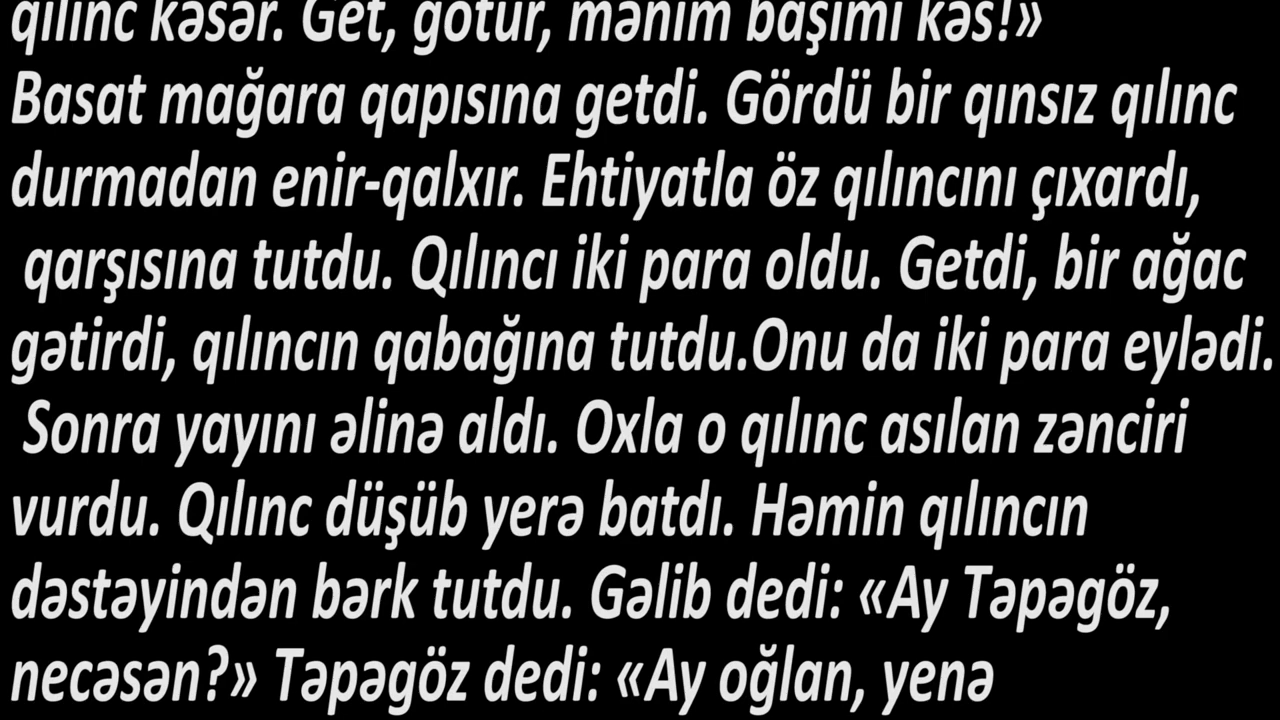 qılınc kəsər. Get, götür, mənim başımı kəs!»
Basat mağara qapısına getdi. Gördü bir qınsız qılınc
durmadan enir-qalxır. Ehtiyatla öz qılıncını çıxardı,
qarşısına tutdu. Qılıncı iki para oldu. Getdi, bir ağac
gətirdi, qılıncın qabağına tutdu.Onu da iki para eylədi.
Sonra yayını əlinə aldı. Oxla o qılınc asılan zənciri
vurdu. Qılınc düşüb yerə batdı. Həmin qılıncın
dəstəyindən bərk tutdu. Gəlib dedi: «Ay Təpəgöz,
necəsən?» Təpəgöz dedi: «Ay oğlan, yenə